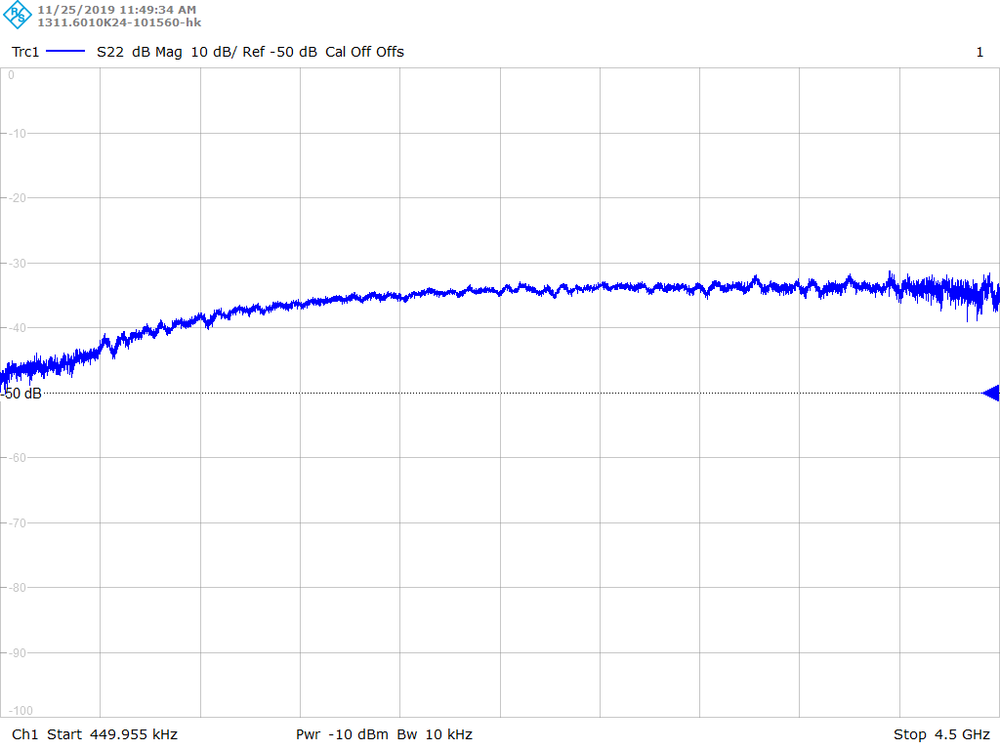 R&S 11/25/2019 11:49:34 AM
1311.6010K24-101560-hk
Trc1 S22 dB Mag 10 dB/ Ref -50 dB Cal Off Offs 1
0
-10
-20
-30
-40
-50 dB
-60
-70
-80
-90
-100
Ch1 Start 449.955 kHz Pwr -10 dBm Bw 10 kHz Stop 4.5 GHz